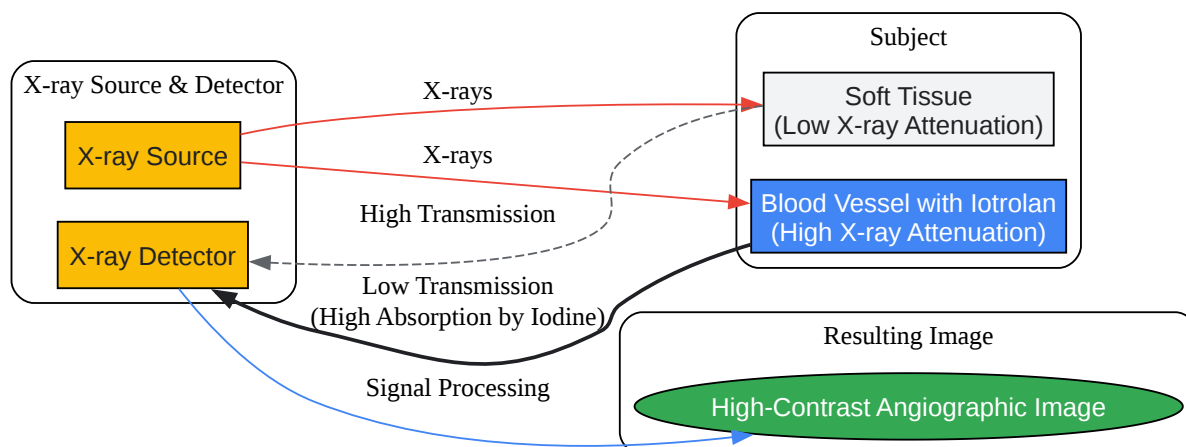 X-ray Source & Detector
X-ray Source
X-ray Detector
X-rays
X-rays
High Transmission
Low Transmission
(High Absorption by Iodine)
Signal Processing
Subject
Soft Tissue
(Low X-ray Attenuation)
Blood Vessel with Iotrolan
(High X-ray Attenuation)
Resulting Image
High-Contrast Angiographic Image